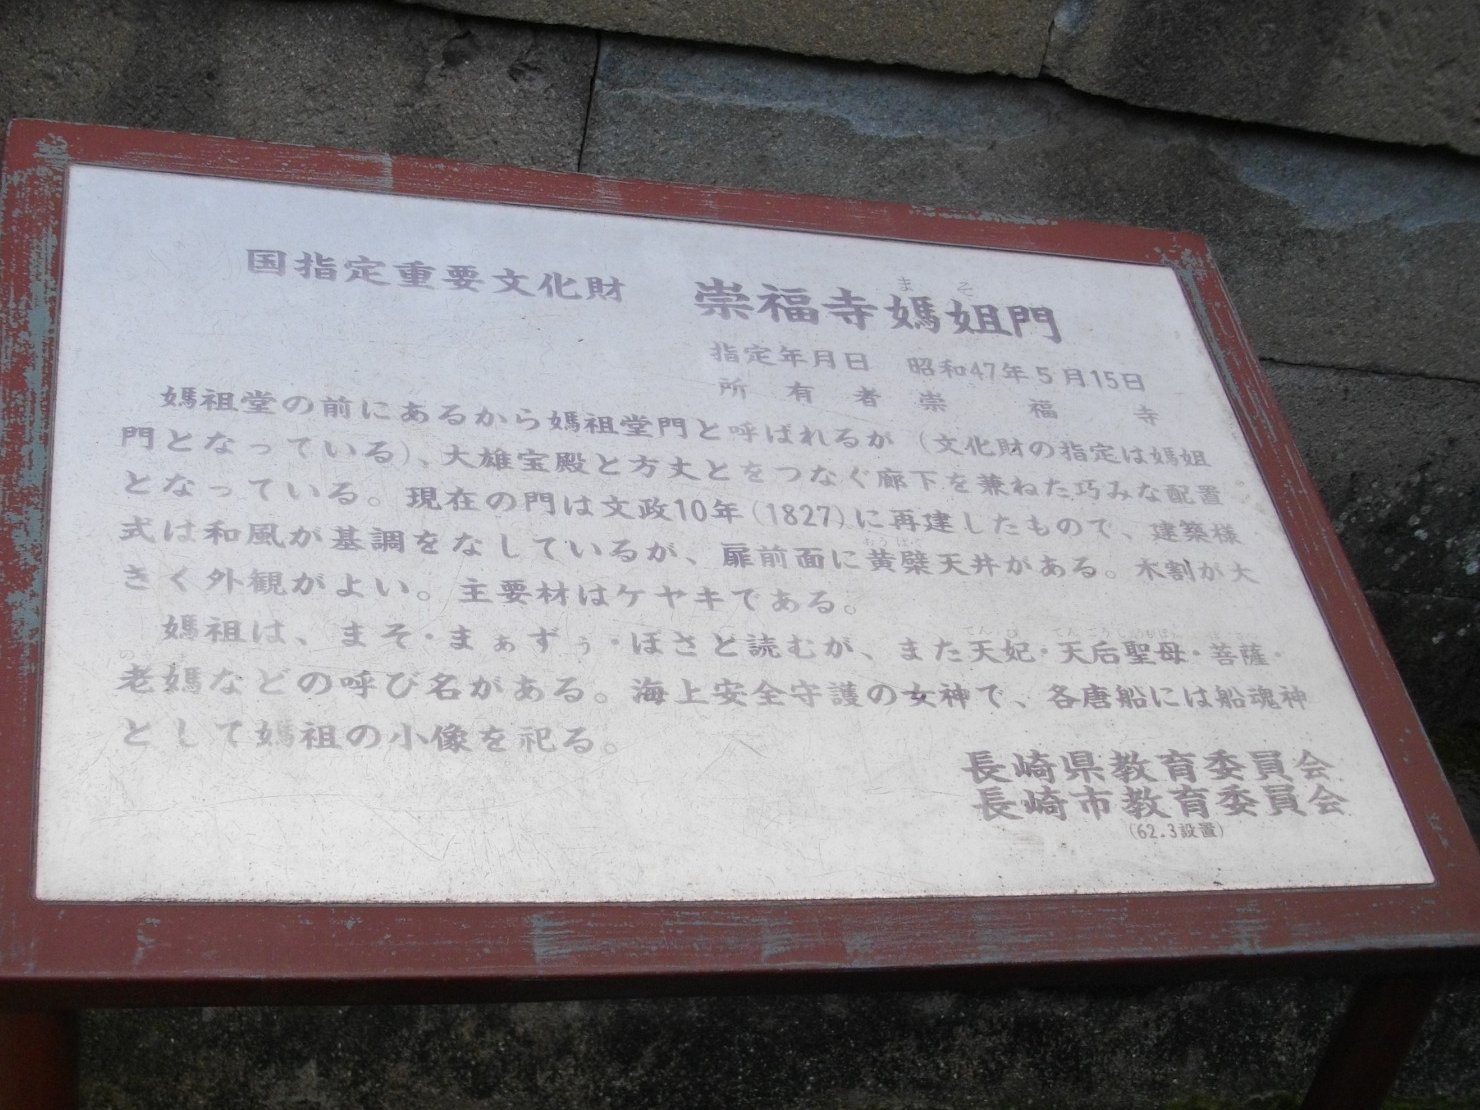 国指定重要文化財 崇福寺媽姐門
まそ
指定年月日 昭和47年5月15日
所有者 崇福寺
媽祖堂の前にあるから媽祖堂門と呼ばれるが(文化財の指定は媽姐
門となっている)、大雄宝殿と方丈とをつなぐ廊下を兼ねた巧みな配置
となっている。現在の門は文政10年(1827)に再建したもので、建築様
式は和風が基調をなしているが、扉前面に黄檗天井がある。木割が大
きく外観がよい。主要材はケヤキである。
媽祖は、まそ・まぁずぅ・ぼさと読むが、また天妃・天后聖母・菩薩・
老媽などの呼び名がある。海上安全守護の女神で、各唐船には船魂神
として媽祖の小像を祀る。
長崎県教育委員会
長崎市教育委員会
(62.3設置)